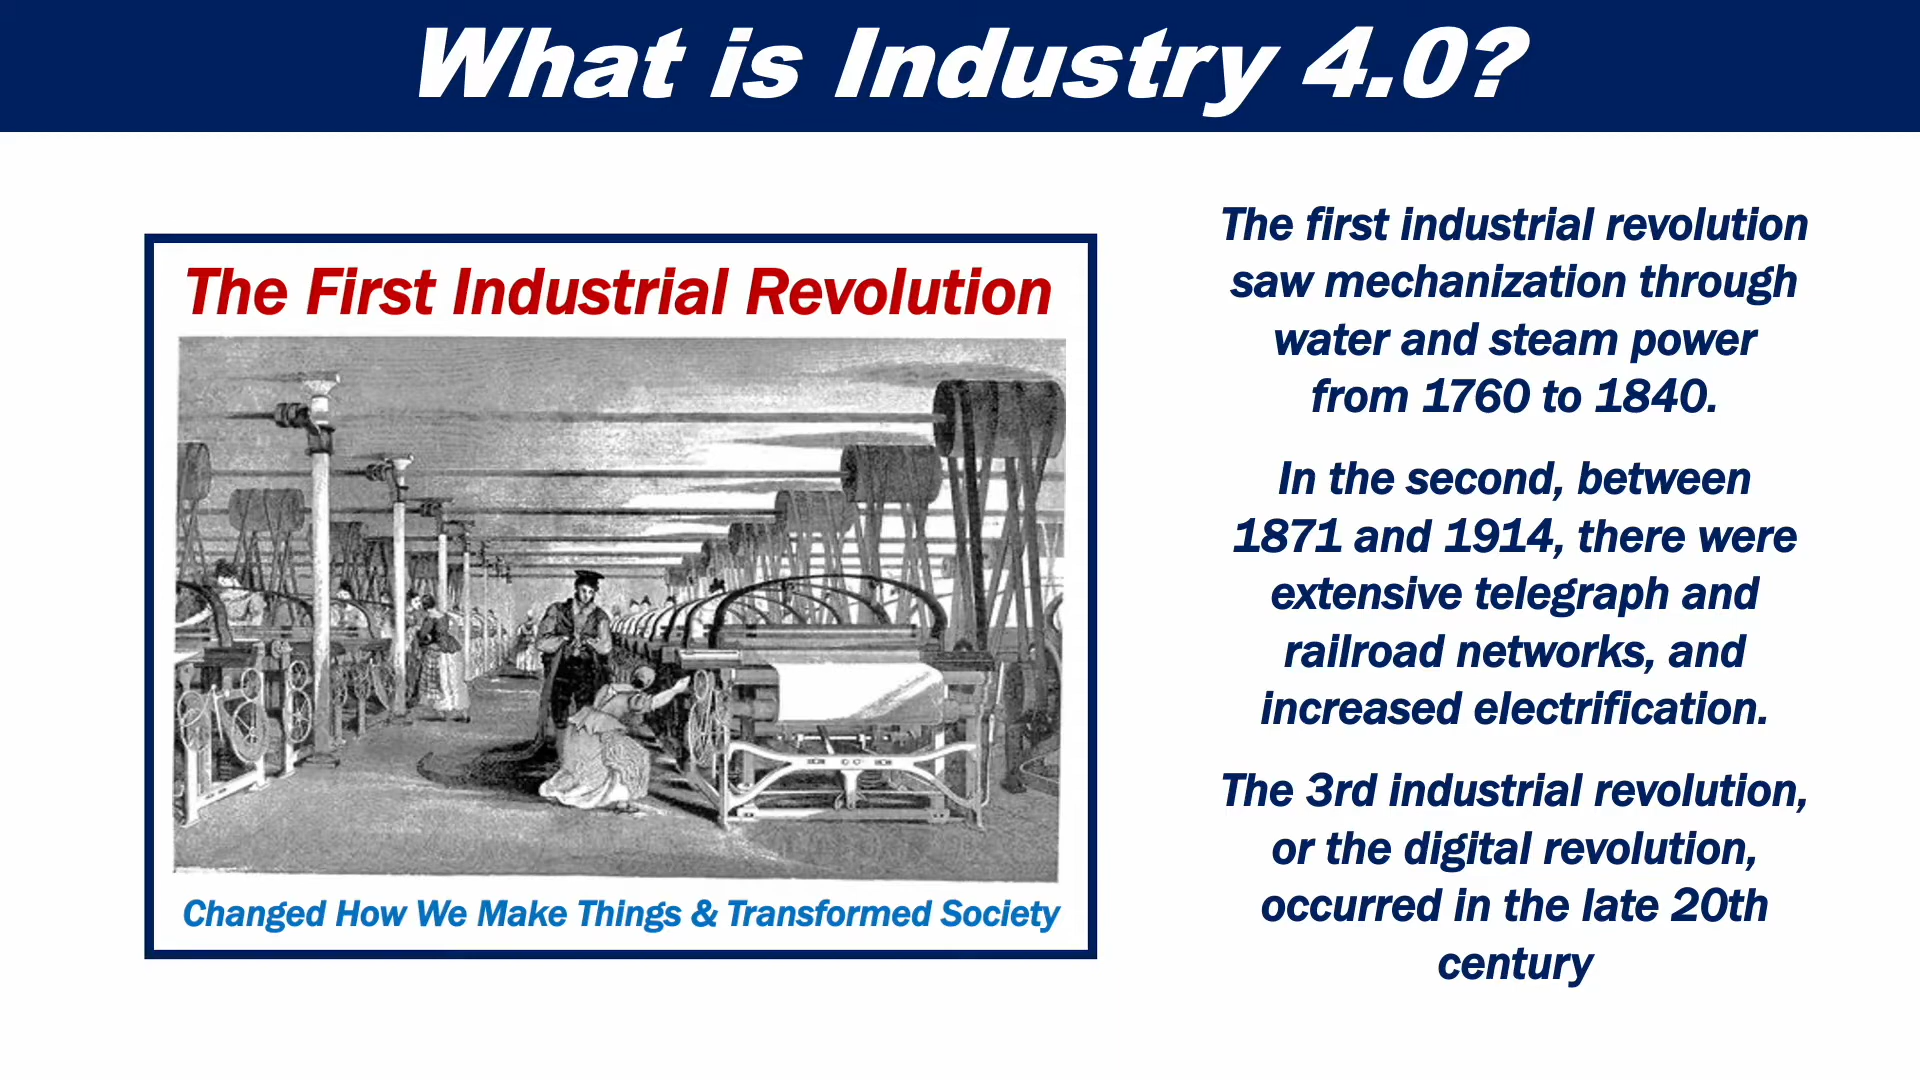 What is Industry 4.0?
The First Industrial Revolution
Changed How We Make Things & Transformed Society
The first industrial revolution
saw mechanization through
water and steam power
from 1760 to 1840.
In the second, between
1871 and 1914, there were
extensive telegraph and
railroad networks, and
increased electrification.
The 3rd industrial revolution,
or the digital revolution,
occurred in the late 20th
century